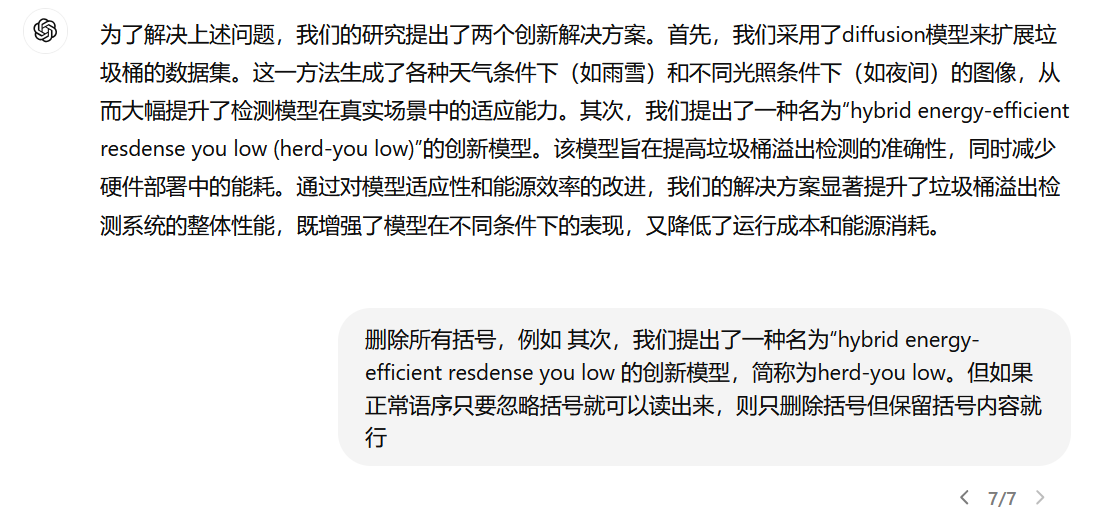 为了解决上述问题，我们的研究提出了两个创新解决方案。首先，我们采用了diffusion模型来扩展垃
圾桶的数据集。这一方法生成了各种天气条件下（如雨雪）和不同光照条件下（如夜间）的图像，从
而大幅提升了检测模型在真实场景中的适应能力。其次，我们提出了一种名为“hybrid energy-efficient
resdense you low (herd-you low)”的创新模型。该模型旨在提高垃圾桶溢出检测的准确性，同时减少
硬件部署中的能耗。通过对模型适应性和能源效率的改进，我们的解决方案显著提升了垃圾桶溢出检
测系统的整体性能，既增强了模型在不同条件下的表现，又降低了运行成本和能源消耗。
删除所有括号，例如 其次，我们提出了一种名为“hybrid energy-
efficient resdense you low 的创新模型，简称为herd-you low。但如果
正常语序只要忽略括号就可以读出来，则只删除括号但保留括号内容就
行
7/7